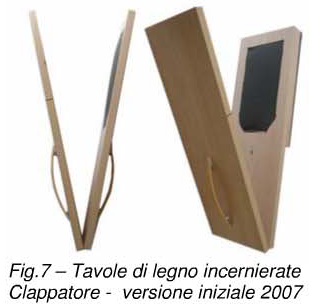 Fig.7 – Tavole di legno incernierate
Clappatore - versione iniziale 2007